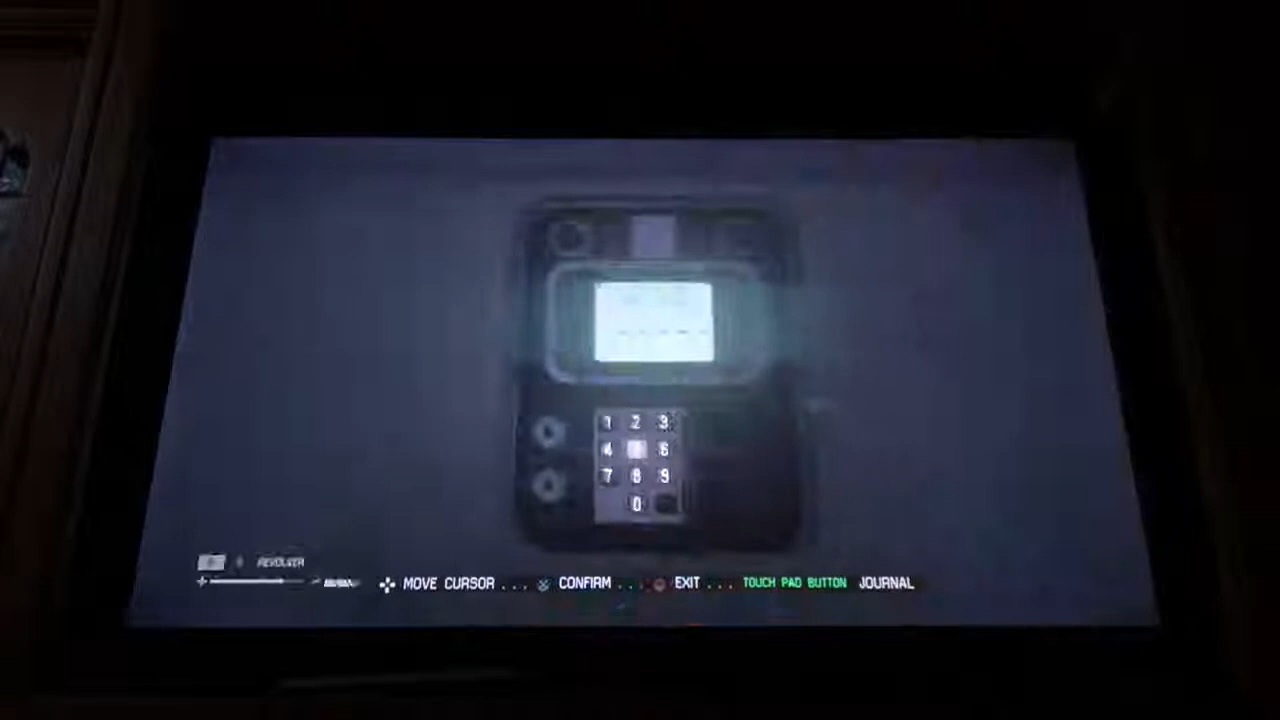 1 2 3
4 6
7 8 9
0
REVOLVER
MOVE CURSOR . . . CONFIRM . . . EXIT . . . TOUCH PAD BUTTON JOURNAL